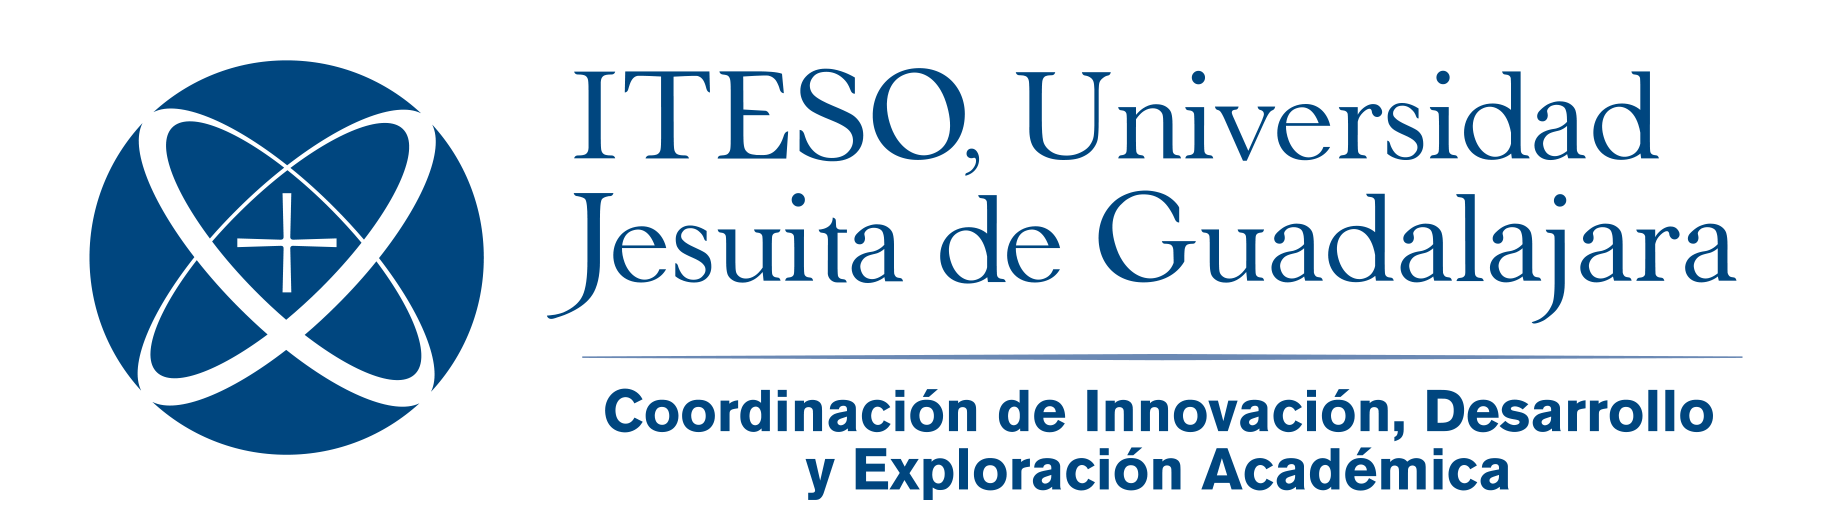 ITESO, Universidad
Jesuita de Guadalajara
Coordinación de Innovación, Desarrollo
y Exploración Académica